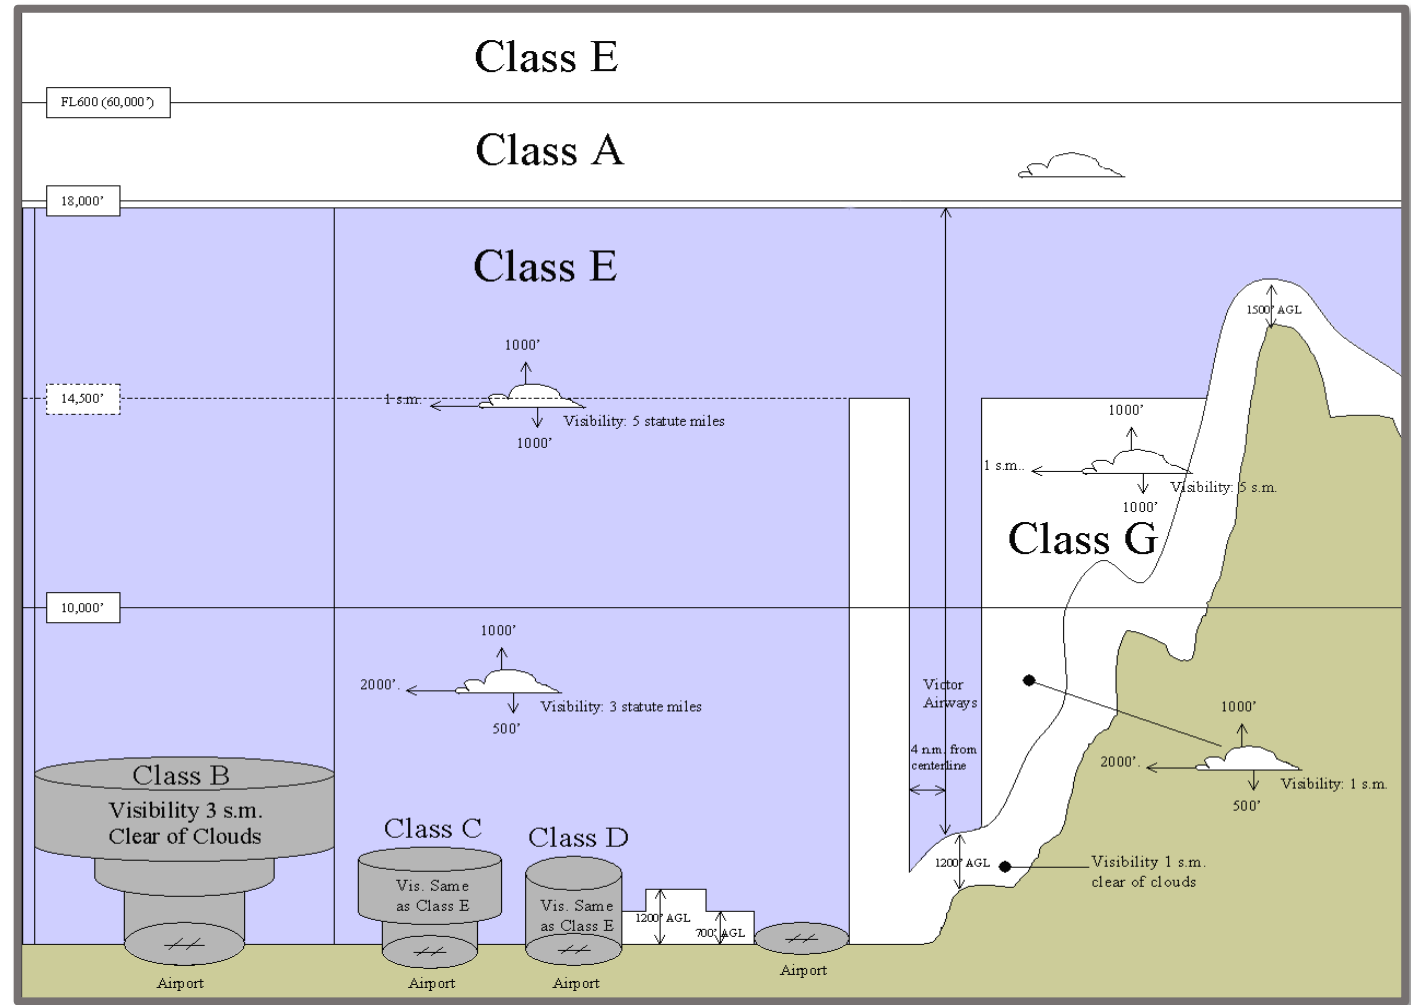 Class E
FL600 (60,000’)
Class A
18,000’
Class E
1500’ AGL
1000’
14,500’
1 s.m.
Visibility: 5 statute miles
1000’
1000’
1 s.m..
Visibility: 5 s.m.
1000’
Class G
10,000’
1000’
2000’.
Visibility: 3 statute miles
500’
Victor
Airways
4 n.m. from
centerline
1000’
2000’.
Visibility: 1 s.m.
500’
Class B
Visibility 3 s.m.
Clear of Clouds
Class C
Vis. Same
as Class E
Class D
Vis. Same
as Class E
1200’ AGL
700’ AGL
1200’ AGL
Visibility 1 s.m.
clear of clouds
Airport
Airport
Airport
Airport